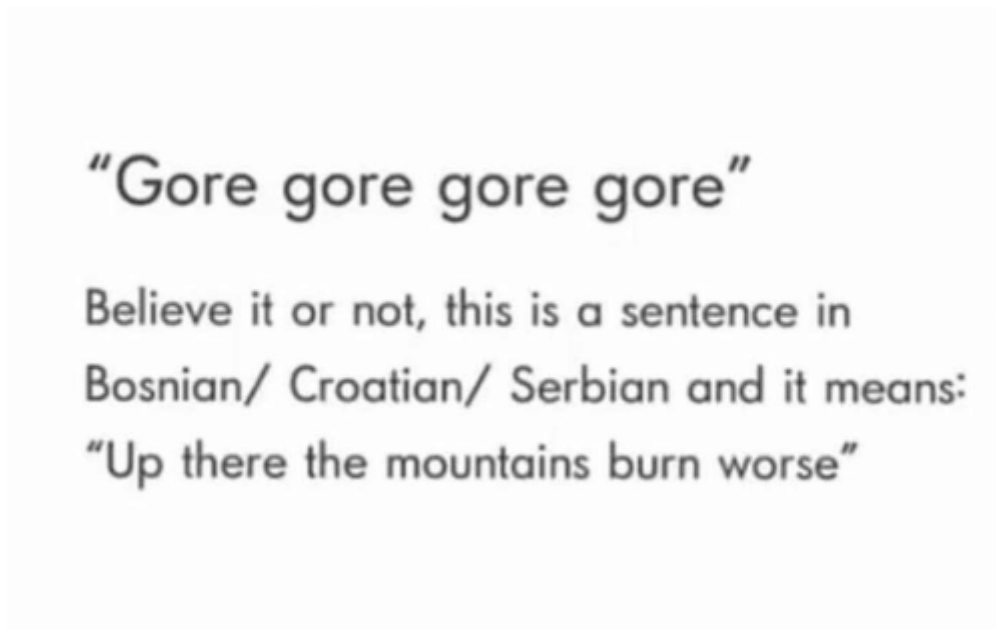 “Gore gore gore gore”
Believe it or not, this is a sentence in
Bosnian/ Croatian/ Serbian and it means:
“Up there the mountains burn worse”